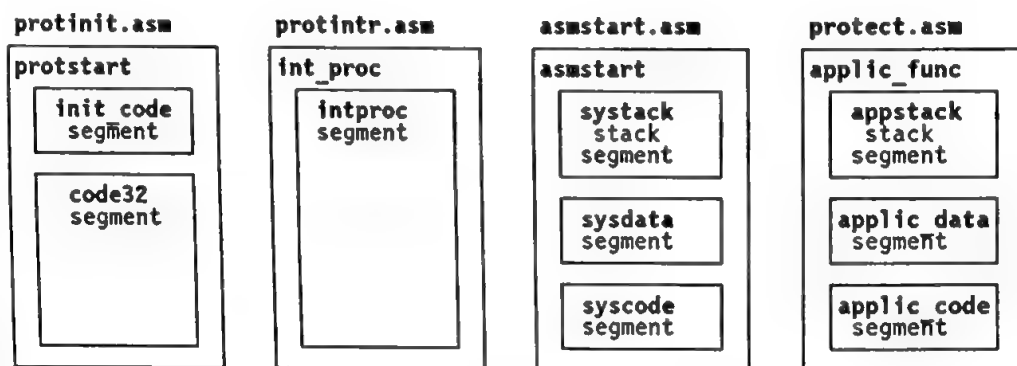 protinit.asm
protstart
init_code
segment
code32
segment
protintr.asm
int_proc
intproc
segment
asmstart.asm
asmstart
systack
stack
segment
sysdata
segment
syscode
segment
protect.asm
applic_func
appstack
stack
segment
applic_data
segment
applic_code
segment